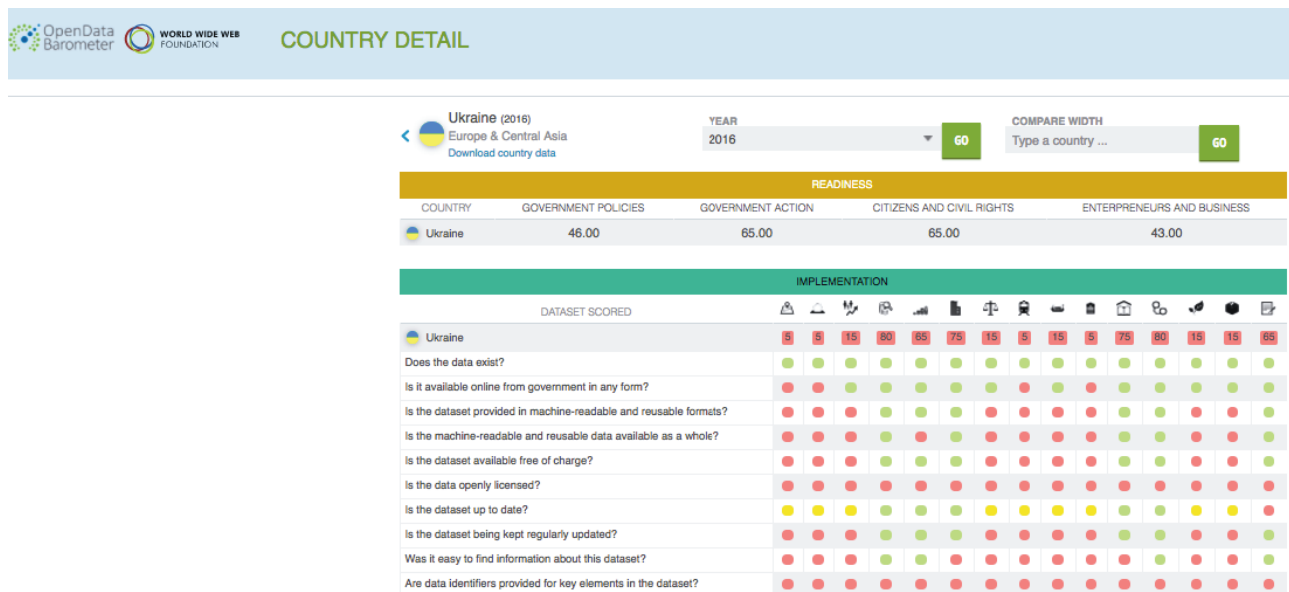 OpenData
Barometer
WORLD WIDE WEB
FOUNDATION
COUNTRY DETAIL
Ukraine (2016)
Europe & Central Asia
Download country data
YEAR
2016
GO
COMPARE WIDTH
Type a country ...
GO
READINESS
COUNTRY GOVERNMENT POLICIES GOVERNMENT ACTION CITIZENS AND CIVIL RIGHTS ENTERPRENEURS AND BUSINESS
Ukraine 46.00 65.00 65.00 43.00
IMPLEMENTATION
DATASET SCORED
Ukraine 5 5 15 80 65 75 15 5 15 5 75 80 15 15 65
Does the data exist?
Is it available online from government in any form?
Is the dataset provided in machine-readable and reusable formats?
Is the machine-readable and reusable data available as a whole?
Is the dataset available free of charge?
Is the data openly licensed?
Is the dataset up to date?
Is the dataset being kept regularly updated?
Was it easy to find information about this dataset?
Are data identifiers provided for key elements in the dataset?